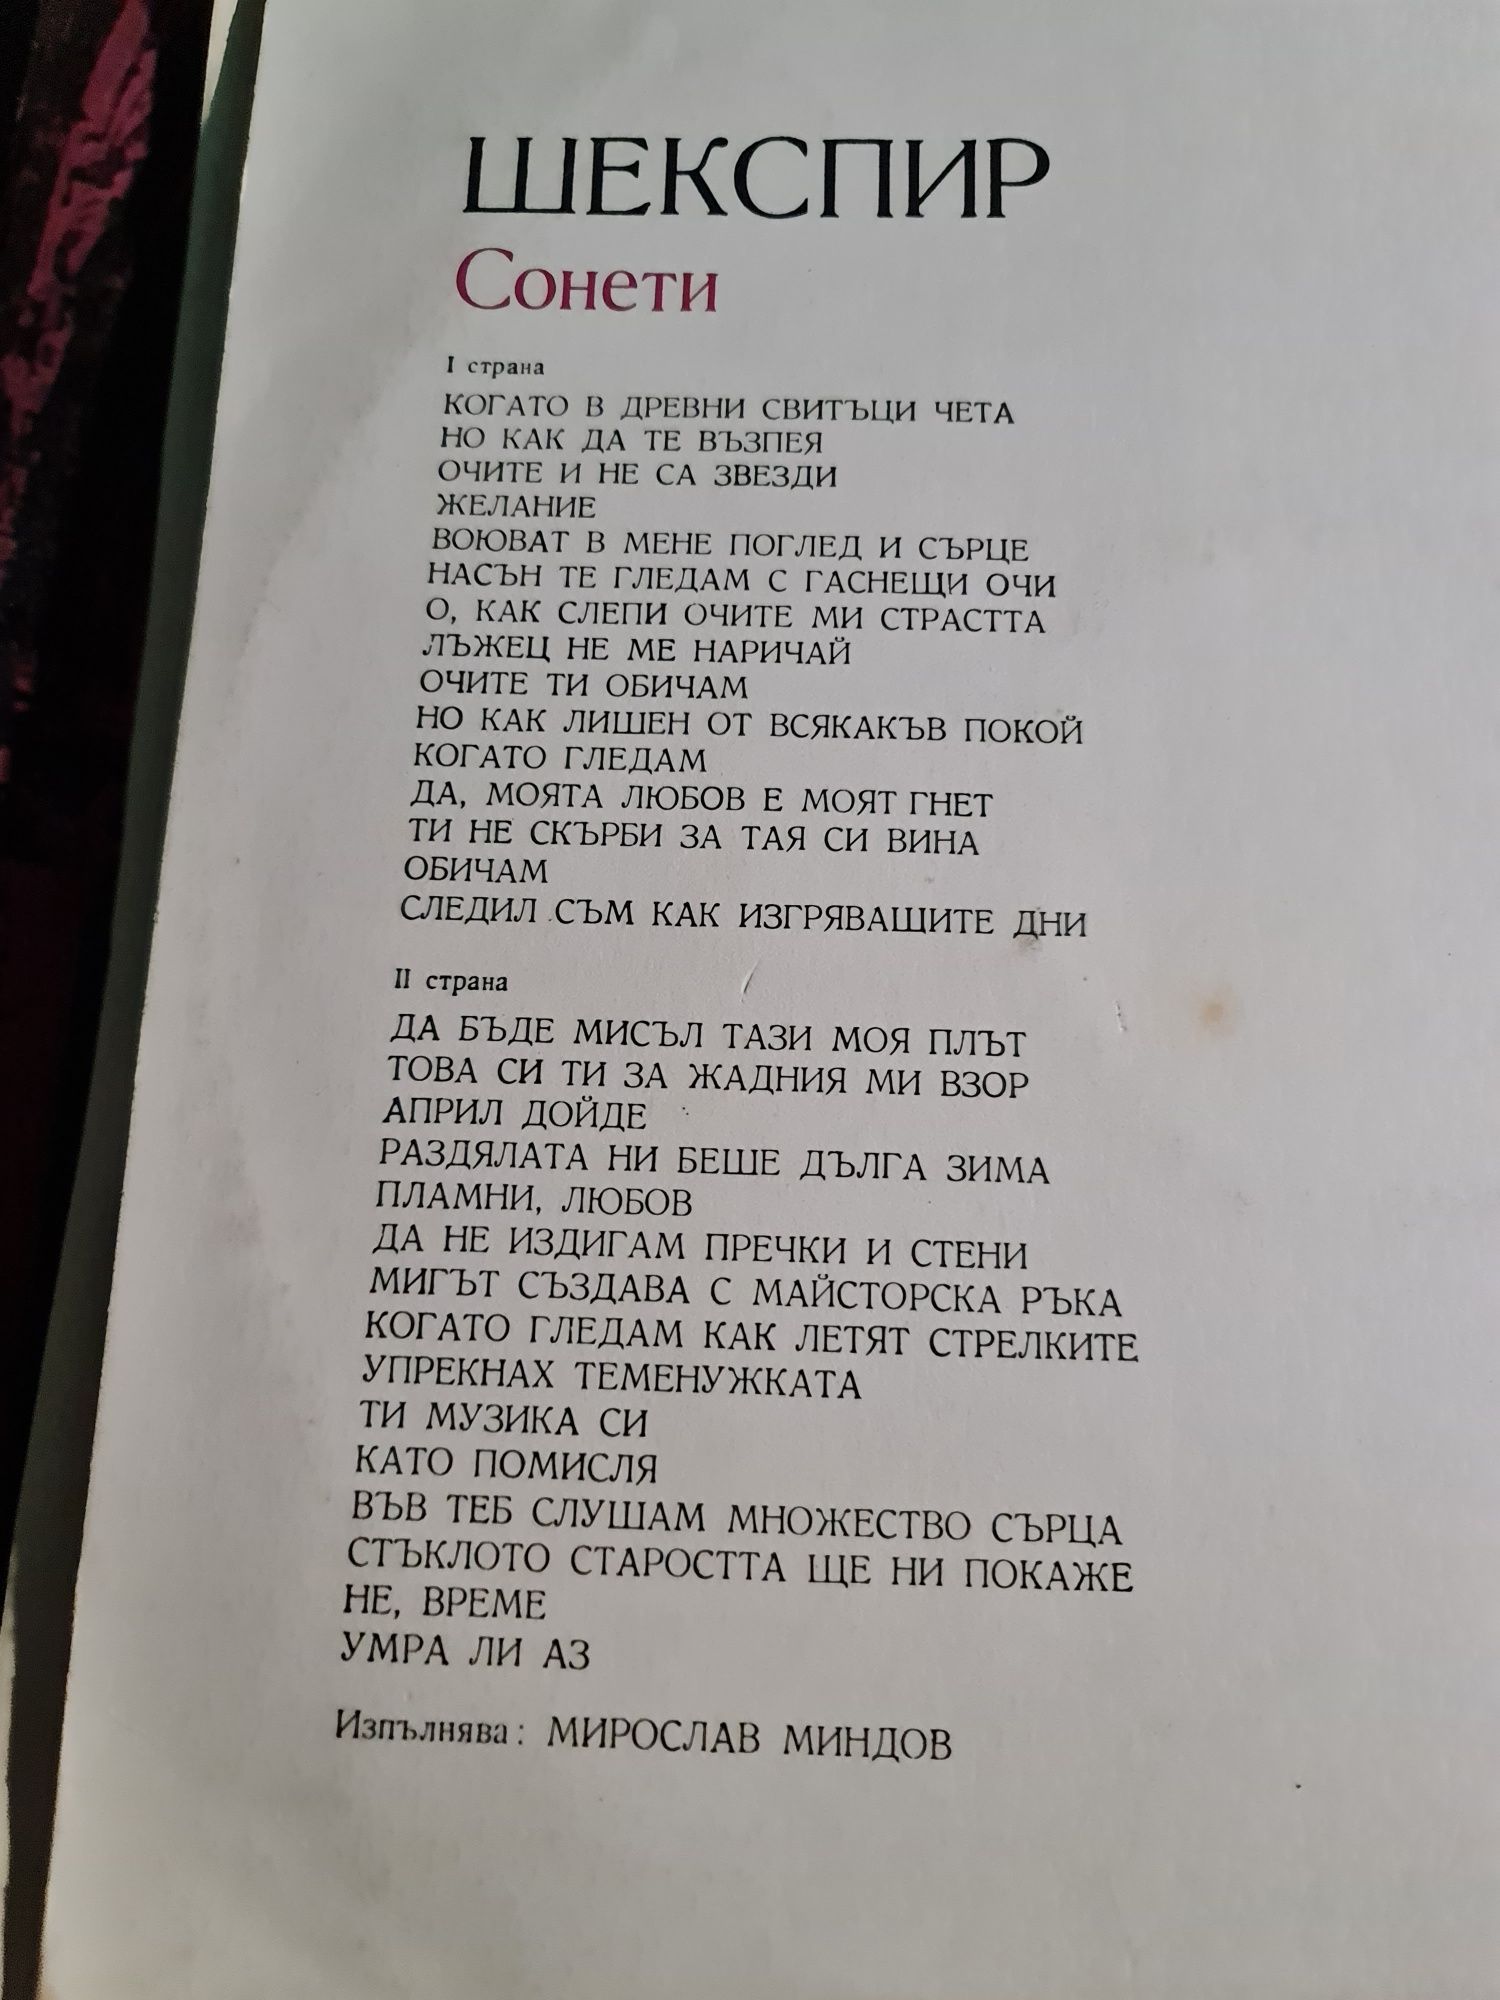 ШЕКСПИР
Сонети
I страна
КОГАТО В ДРЕВНИ СВИТЪЦИ ЧЕТА
НО КАК ДА ТЕ ВЪЗПЕЯ
ОЧИТЕ И НЕ СА ЗВЕЗДИ
ЖЕЛАНИЕ
ВОЮВАТ В МЕНЕ ПОГЛЕД И СЪРЦЕ
НАСЪН ТЕ ГЛЕДАМ С ГАСНЕЩИ ОЧИ
О, КАК СЛЕПИ ОЧИТЕ МИ СТРАСТТА
ЛЪЖЕЦ НЕ МЕ НАРИЧАЙ
ОЧИТЕ ТИ ОБИЧАМ
НО КАК ЛИШЕН ОТ ВСЯКАКЪВ ПОКОЙ
КОГАТО ГЛЕДАМ
ДА, МОЯТА ЛЮБОВ Е МОЯТ ГНЕТ
ТИ НЕ СКЪРБИ ЗА ТАЯ СИ ВИНА
ОБИЧАМ
СЛЕДИЛ СЪМ КАК ИЗГРЯВАЩИТЕ ДНИ
II страна
ДА БЪДЕ МИСЪЛ ТАЗИ МОЯ ПЛЪТ
ТОВА СИ ТИ ЗА ЖАДНИЯ МИ ВЗОР
АПРИЛ ДОЙДЕ
РАЗДЯЛАТА НИ БЕШЕ ДЪЛГА ЗИМА
ПЛАМНИ, ЛЮБОВ
ДА НЕ ИЗДИГАМ ПРЕЧКИ И СТЕНИ
МИГЪТ СЪЗДАВА С МАЙСТОРСКА РЪКА
КОГАТО ГЛЕДАМ КАК ЛЕТЯТ СТРЕЛКИТЕ
УПРЕКНАХ ТЕМЕНУЖКАТА
ТИ МУЗИКА СИ
КАТО ПОМИСЛЯ
ВЪВ ТЕБ СЛУШАМ МНОЖЕСТВО СЪРЦА
СТЪКЛОТО СТАРОСТТА ЩЕ НИ ПОКАЖЕ
НЕ, ВРЕМЕ
УМРА ЛИ АЗ
Изпълнява: МИРОСЛАВ МИНДОВ